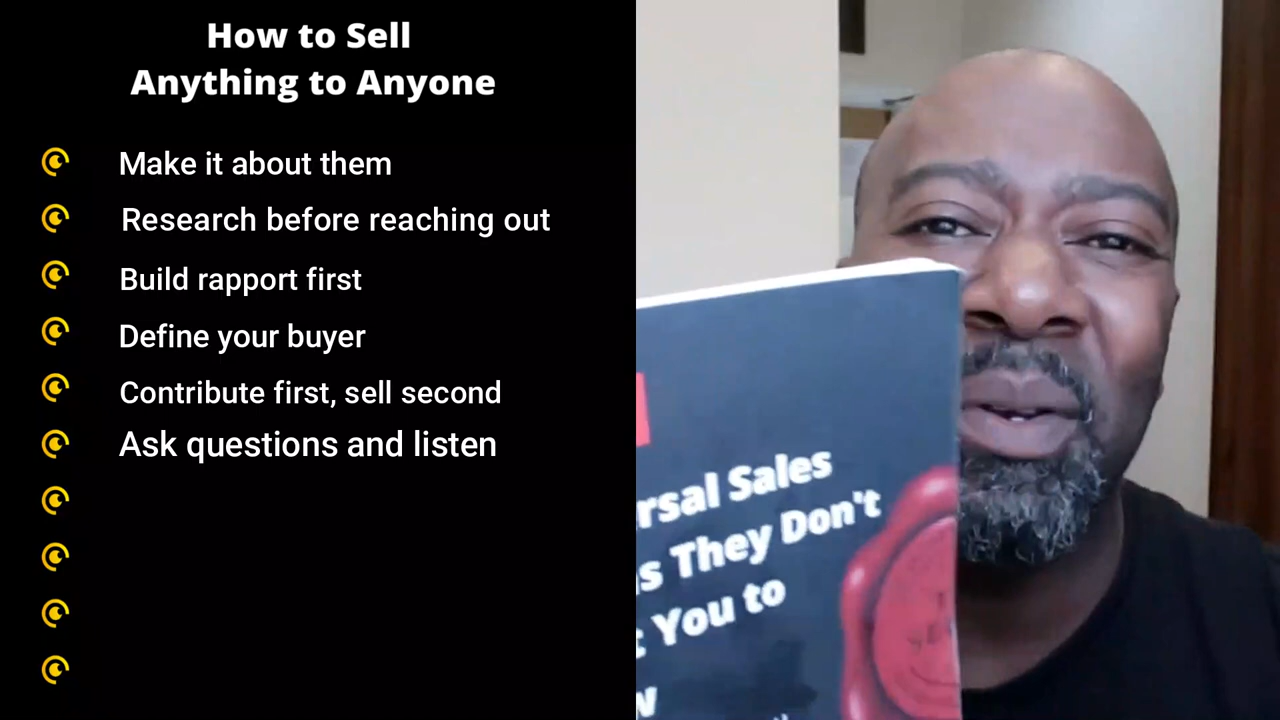 How to Sell
Anything to Anyone
Make it about them
Research before reaching out
Build rapport first
Define your buyer
Contribute first, sell second
Ask questions and listen
rsal Sales
s They Don't
You to
w